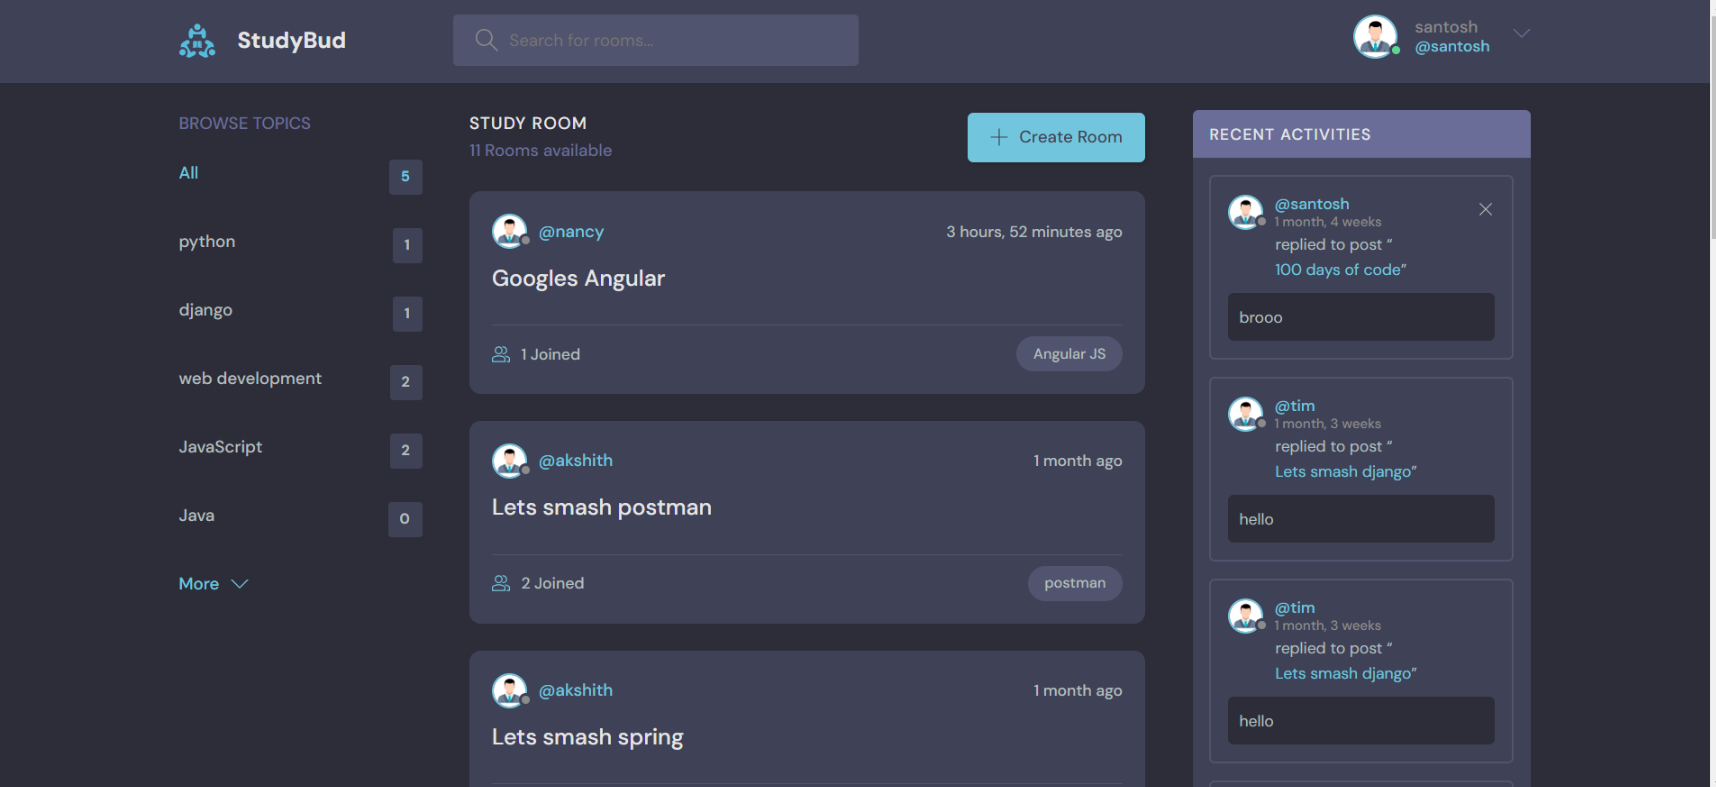 StudyBud
Search for rooms...
santosh
@santosh
BROWSE TOPICS
All 5
python 1
django 1
web development 2
JavaScript 2
Java 0
More
STUDY ROOM
11 Rooms available
Create Room
@nancy 3 hours, 52 minutes ago
Googles Angular
1 Joined Angular JS
@akshith 1 month ago
Lets smash postman
2 Joined postman
@akshith 1 month ago
Lets smash spring
RECENT ACTIVITIES
@santosh
1 month, 4 weeks
replied to post “
100 days of code”
brooo
@tim
1 month, 3 weeks
replied to post “
Lets smash django”
hello
@tim
1 month, 3 weeks
replied to post “
Lets smash django”
hello